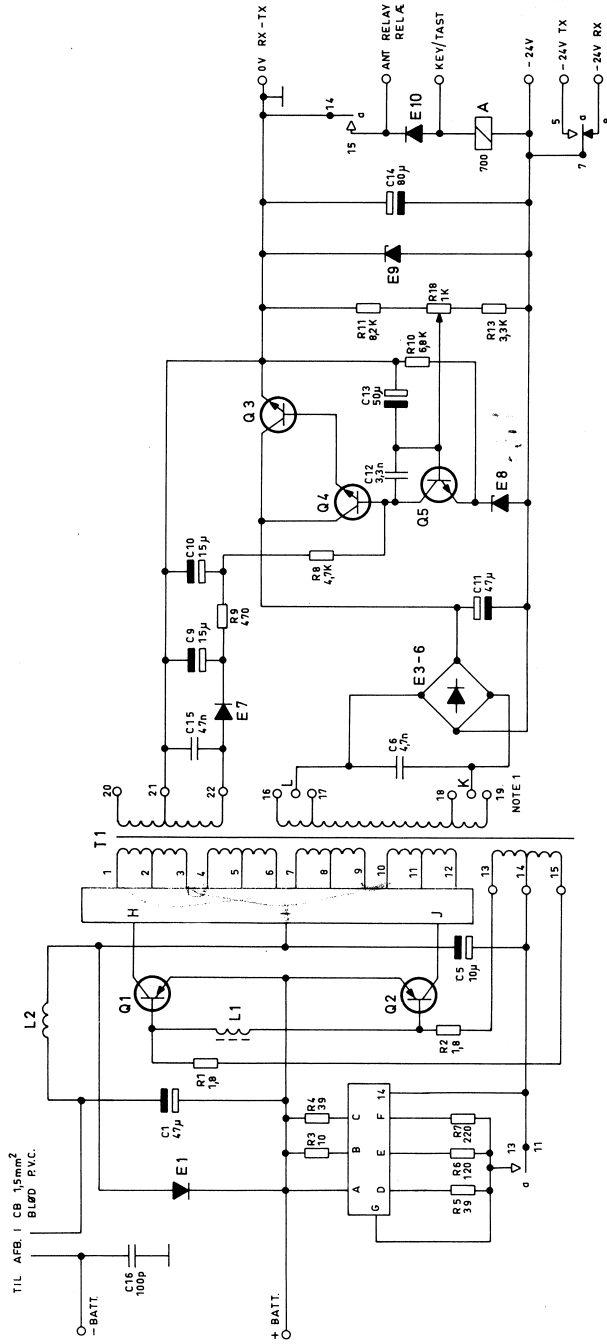 TIL AFB. I CB 1,5mm²
BLØD P.V.C.
-BATT.
C16
100p
+BATT.
E1
C1
47µ
L2
R1
1,8
L1
Q1
Q2
R2
1,8
R3
10
R4
39
A
B
C
G
D
E
F
14
R5
39
R6
120
R7
220
a
13
11
C5
10µ
H
I
J
T1
1
2
3
4
5
6
7
8
9
10
11
12
13
14
15
20
21
22
16
L
17
18
K
19
NOTE 1
C15
47n
E7
C9
15µ
R9
470
C10
15µ
C6
4,7n
E3-6
C11
47µ
R8
4,7K
Q4
Q3
C12
3,3n
Q5
E8
C13
50µ
R10
6,8K
R11
8,2K
R18
1K
R13
3,3K
E9
C14
80µ
14
a
15
E10
A
700
7
5
a
0V RX-TX
ANT RELAY
RELÆ
KEY/TAST
-24V
-24V TX
-24V RX